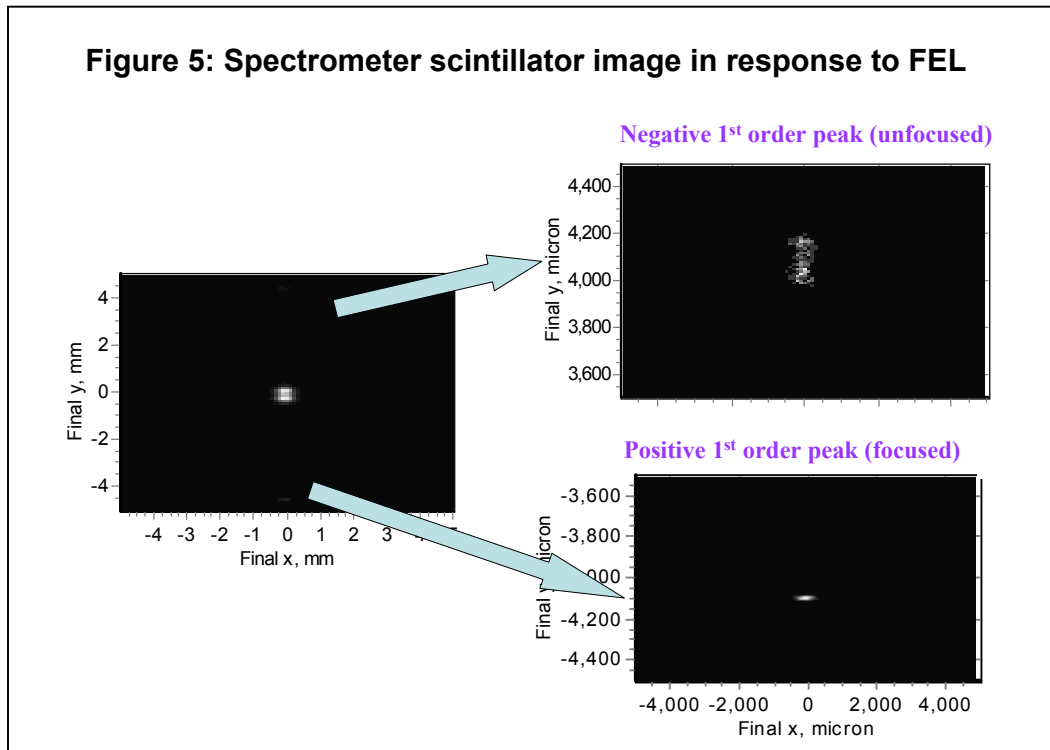 Figure 5: Spectrometer scintillator image in response to FEL
Negative 1st order peak (unfocused)
4,400
4,200
4,000
3,800
3,600
Final y, micron
4
2
0
-2
-4
Final y, mm
-4 -3 -2 -1 0 1 2 3 4
Final x, mm
Positive 1st order peak (focused)
-3,600
-3,800
-4,200
-4,400
Final y, micron
-4,000 -2,000 0 2,000 4,000
Final x, micron